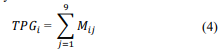 TPG_i = \sum_{j=1}^{9} M_{ij} (4)